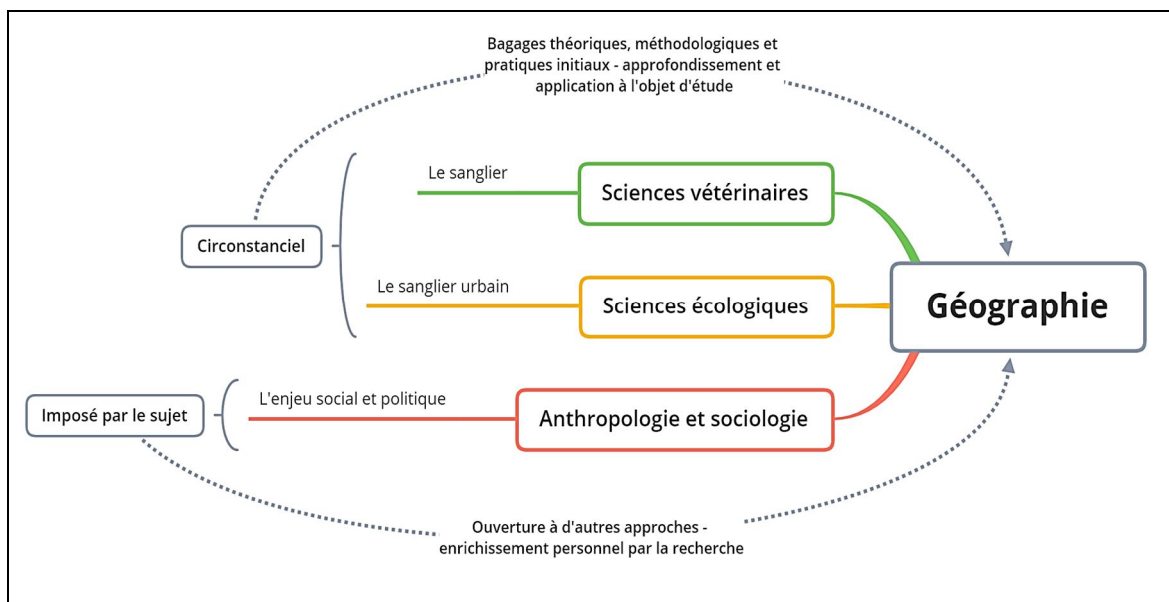 Bagages théoriques, méthodologiques et
pratiques initiaux - approfondissement et
application à l'objet d'étude
Le sanglier
Sciences vétérinaires
Circonstanciel
Le sanglier urbain
Sciences écologiques
Géographie
L'enjeu social et politique
Imposé par le sujet
Anthropologie et sociologie
Ouverture à d'autres approches -
enrichissement personnel par la recherche